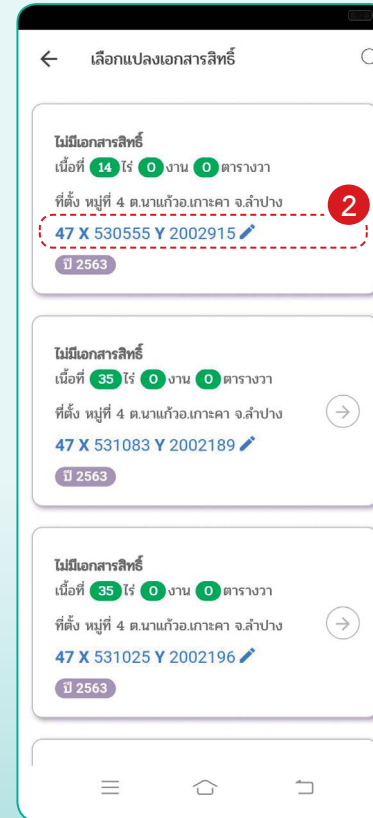 เลือกแปลงเอกสารสิทธิ์
ไม่มีเอกสารสิทธิ์
เนื้อที่ 14 ไร่ 0 งาน 0 ตารางวา
ที่ตั้ง หมู่ที่ 4 ต.นาแก้วอ.เกาะคา จ.ลำปาง
2
47 X 530555 Y 2002915
ปี 2563
ไม่มีเอกสารสิทธิ์
เนื้อที่ 35 ไร่ 0 งาน 0 ตารางวา
ที่ตั้ง หมู่ที่ 4 ต.นาแก้วอ.เกาะคา จ.ลำปาง
47 X 531083 Y 2002189
ปี 2563
ไม่มีเอกสารสิทธิ์
เนื้อที่ 35 ไร่ 0 งาน 0 ตารางวา
ที่ตั้ง หมู่ที่ 4 ต.นาแก้วอ.เกาะคา จ.ลำปาง
47 X 531025 Y 2002196
ปี 2563